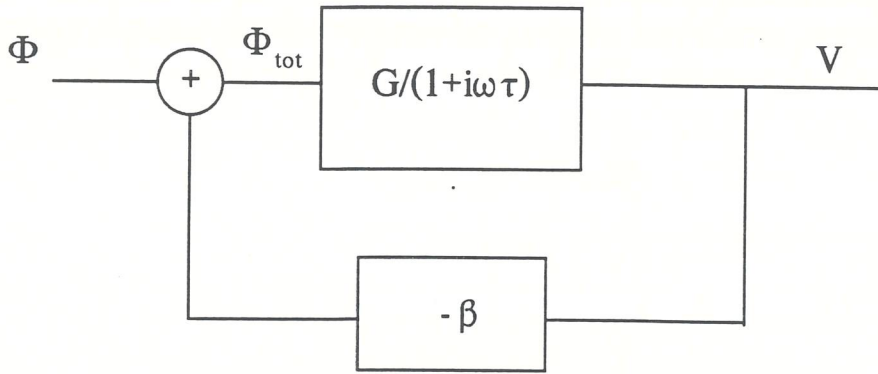 Φ
+
Φtot
G/(1+iωτ)
V
- β